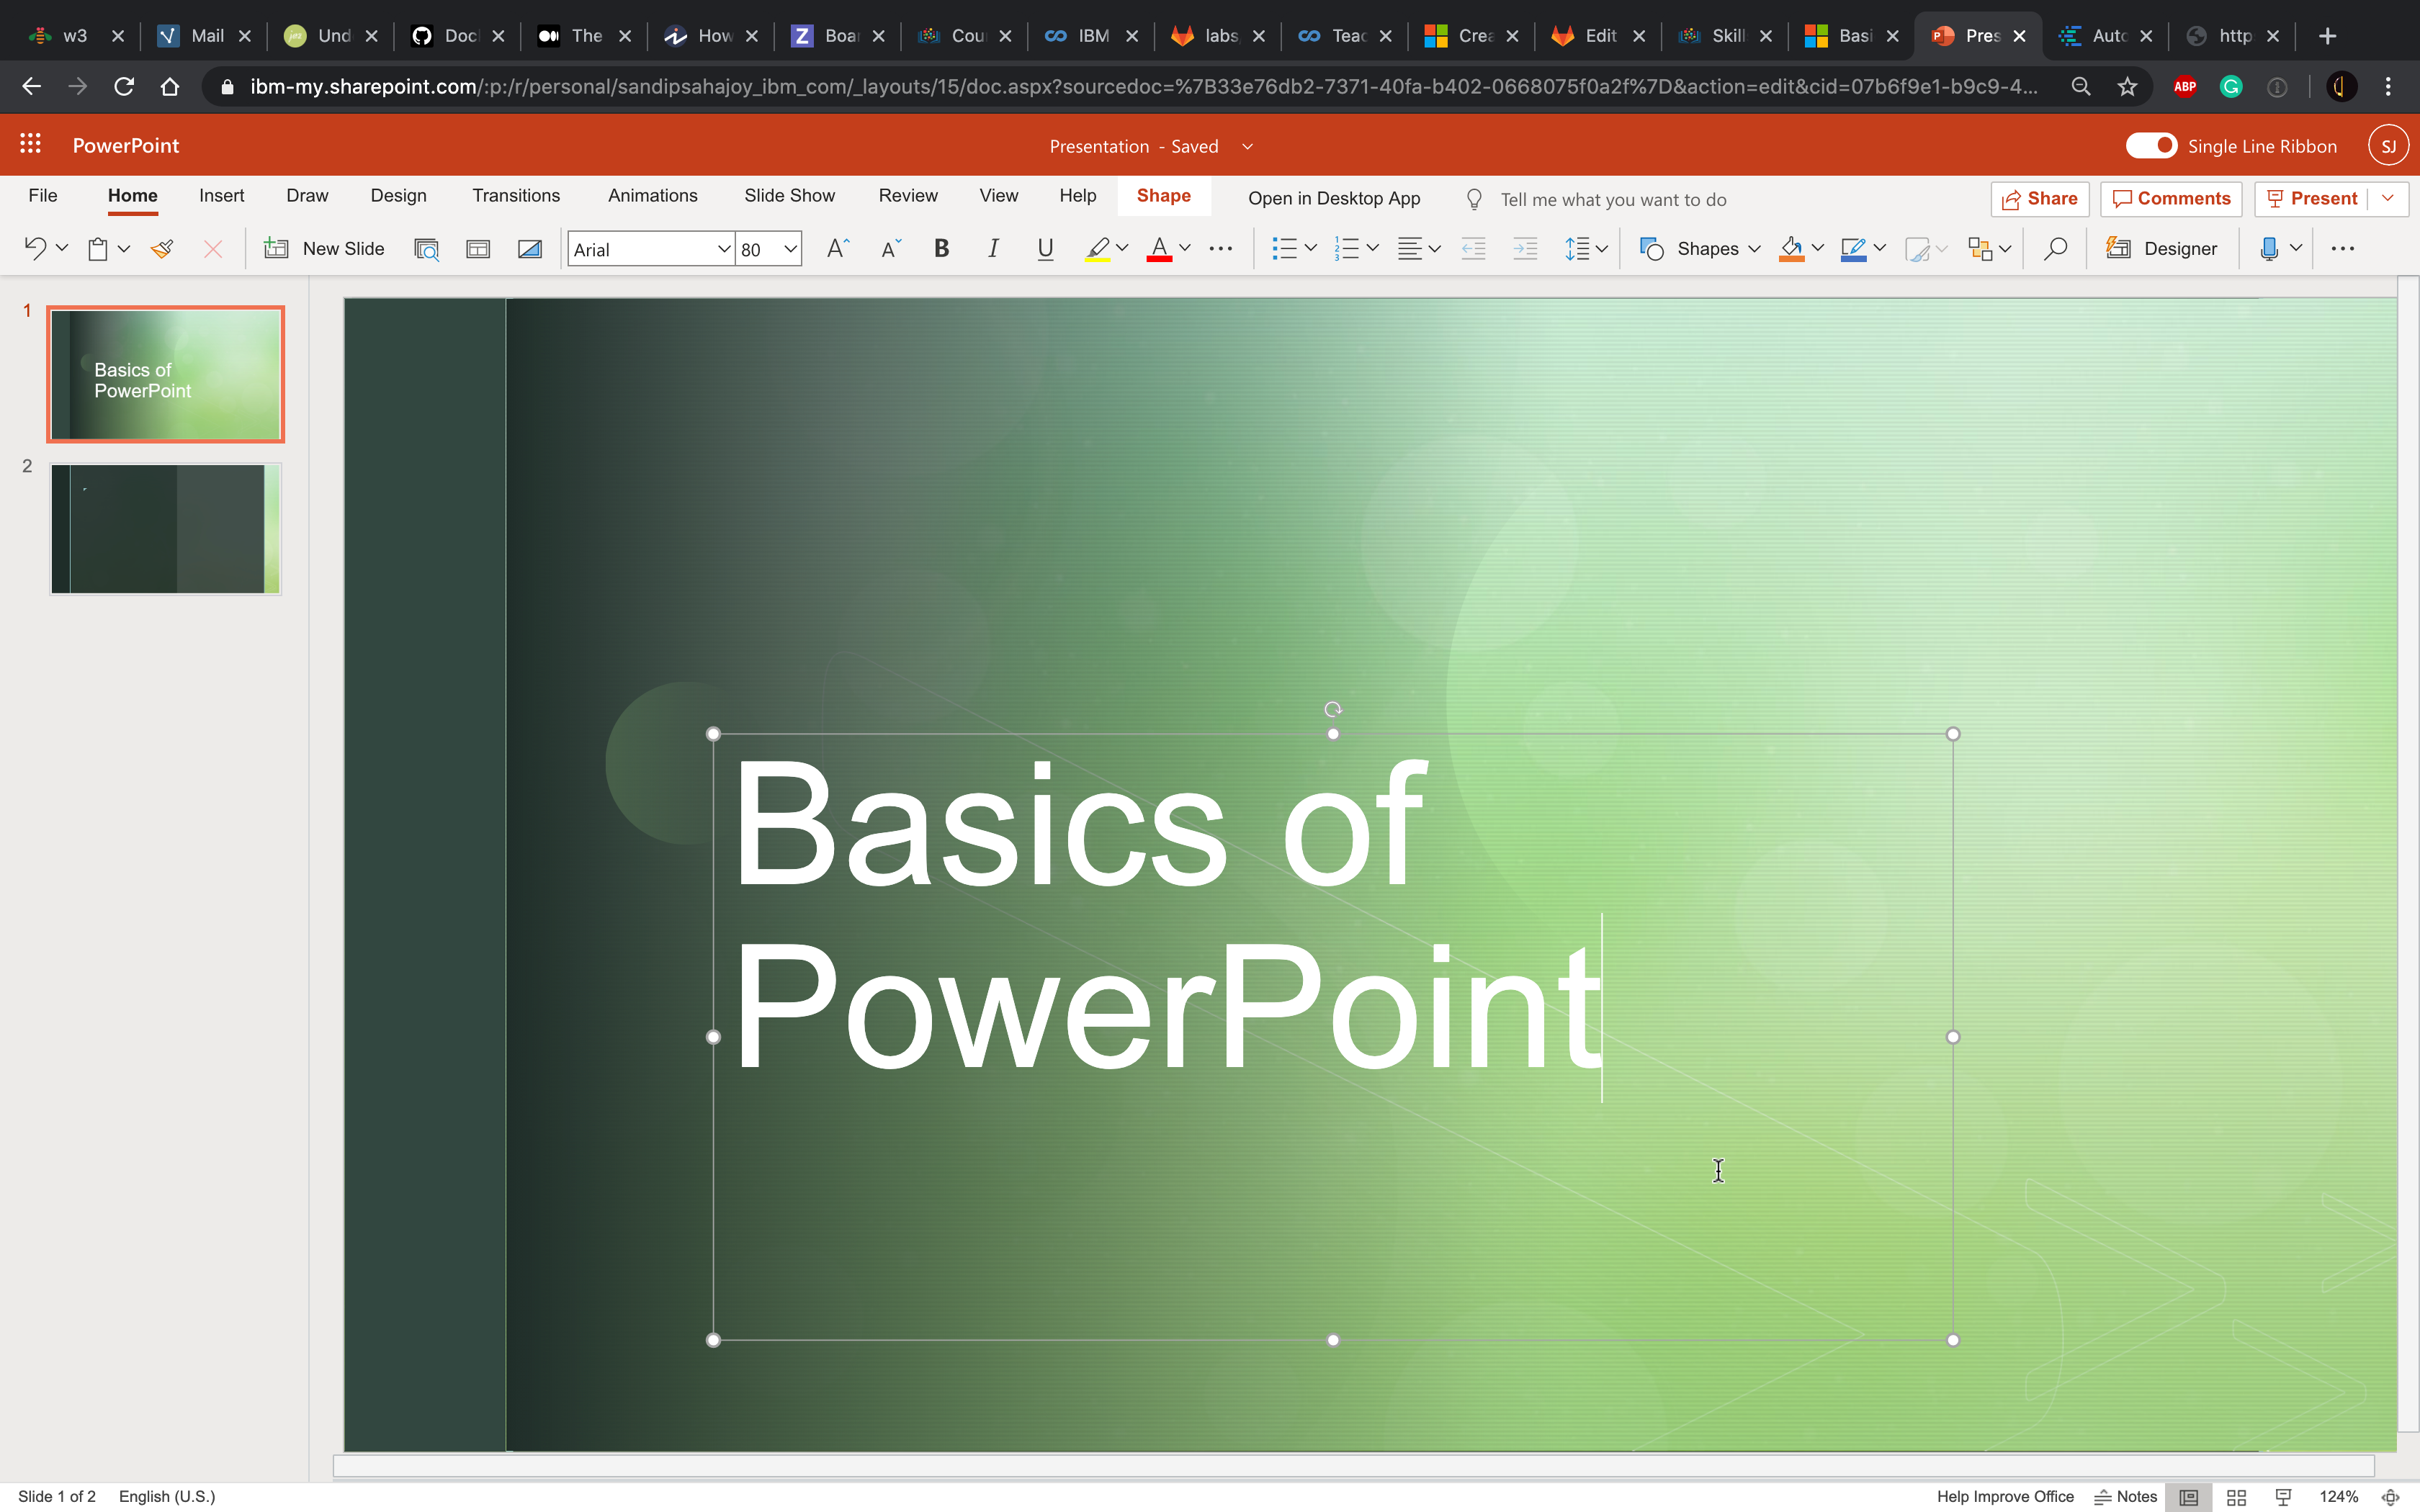 w3 Mail Und Doc The How Boar Cou IBM labs, Teac Crea Edit Skill Basi Pres Auto http
ibm-my.sharepoint.com/:p:/r/personal/sandipsahajoy_ibm_com/_layouts/15/doc.aspx?sourcedoc=%7B33e76db2-7371-40fa-b402-0668075f0a2f%7D&action=edit&cid=07b6f9e1-b9c9-4... ABP
PowerPoint Presentation - Saved Single Line Ribbon SJ
File Home Insert Draw Design Transitions Animations Slide Show Review View Help Shape Open in Desktop App Tell me what you want to do Share Comments Present
New Slide Arial 80 A A B I U A Shapes Designer
1
Basics of
PowerPoint
2
Basics of
PowerPoint
Slide 1 of 2 English (U.S.) Help Improve Office Notes 124%